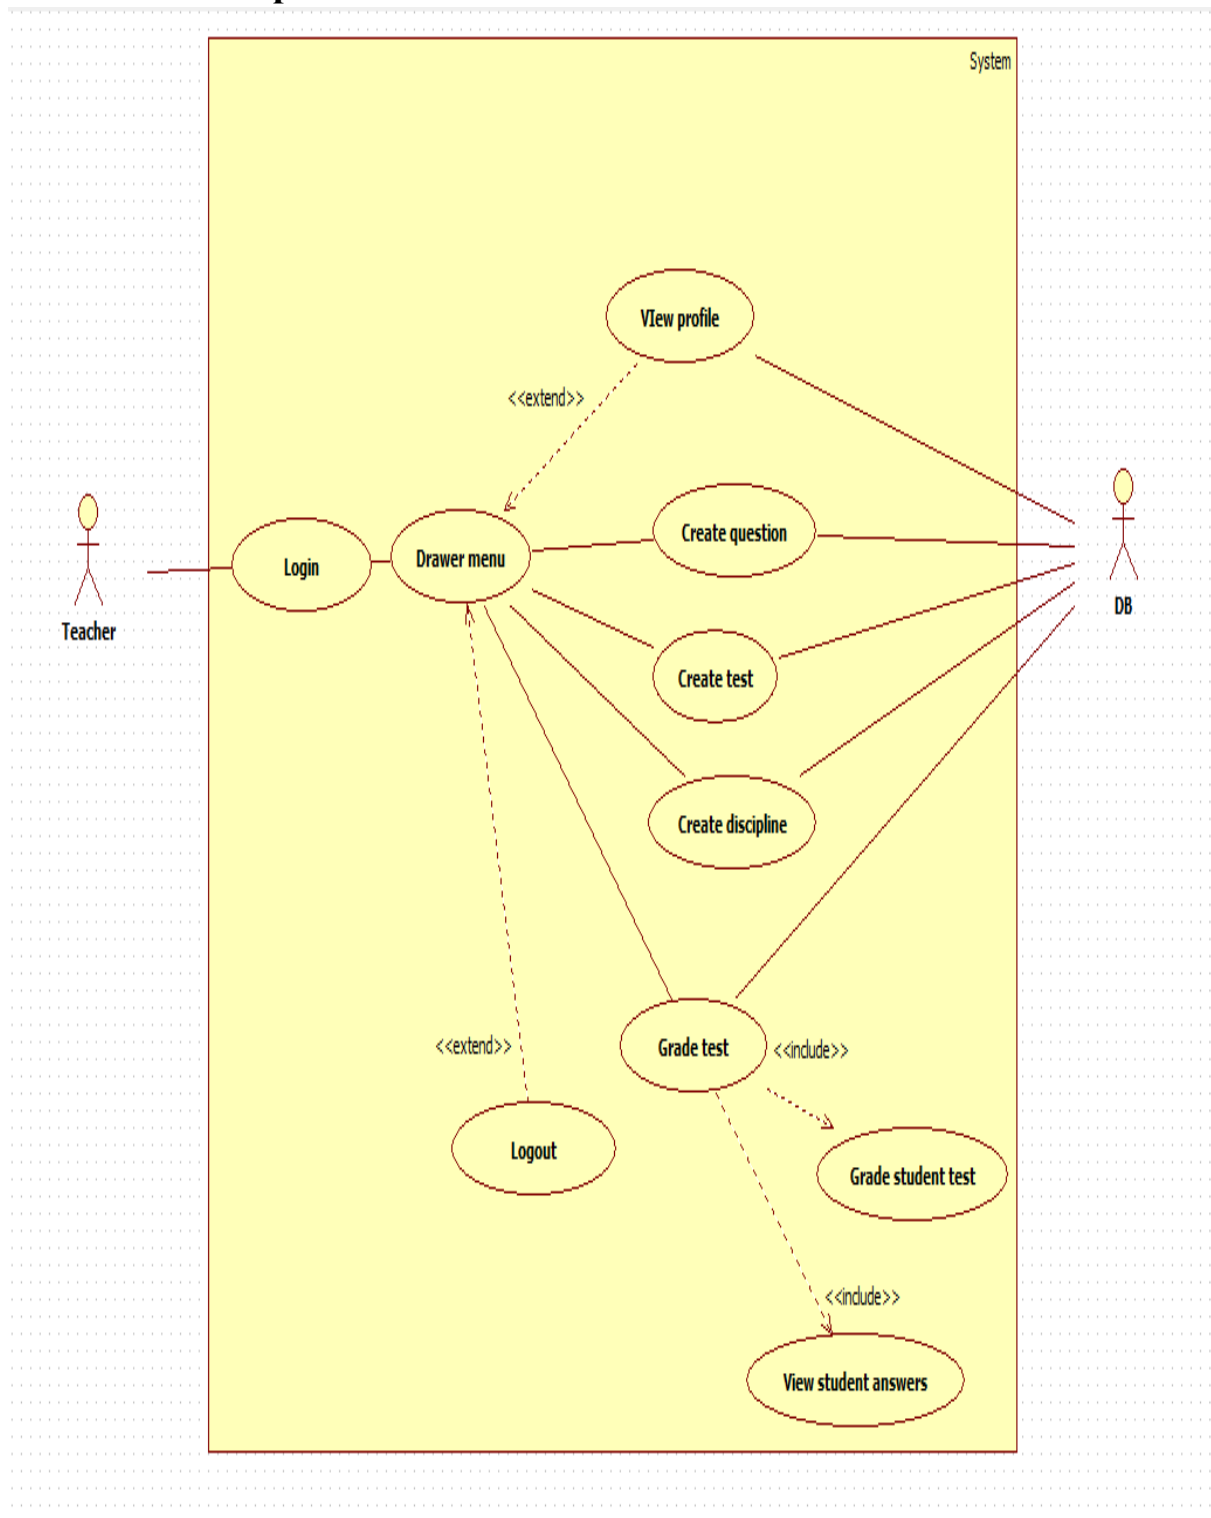 System
VIew profile
<<extend>>
Create question
Drawer menu
Login
DB
Teacher
Create test
Create discipline
<<extend>>
Grade test
<<include>>
Logout
Grade student test
<<include>>
View student answers